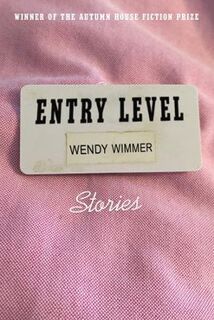 WINNER OF THE AUTUMN HOUSE FICTION PRIZE
ENTRY LEVEL
WENDY WIMMER
Stories